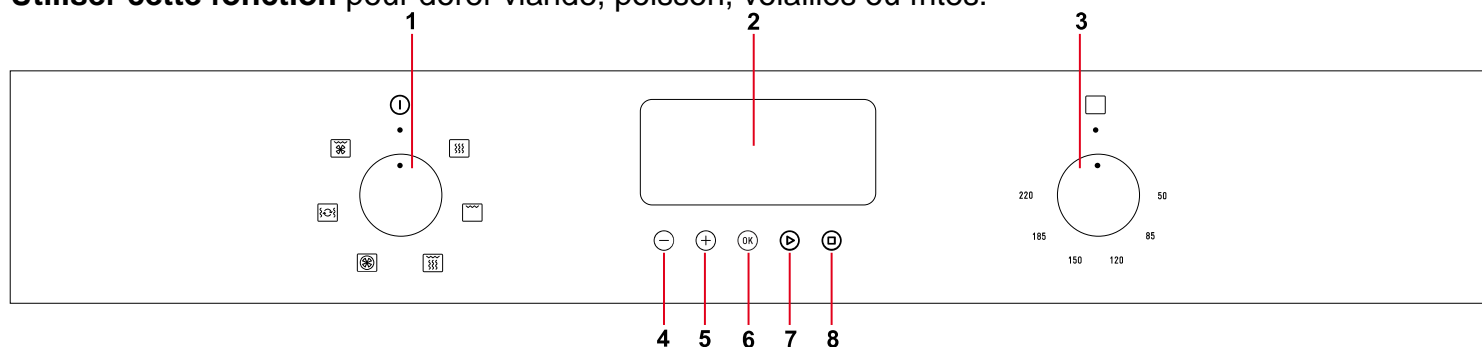 Utiliser cette fonction pour dorer viande, poisson, volailles ou frites.
1 2 3
220 50
185 85
150 120
OK
4 5 6 7 8